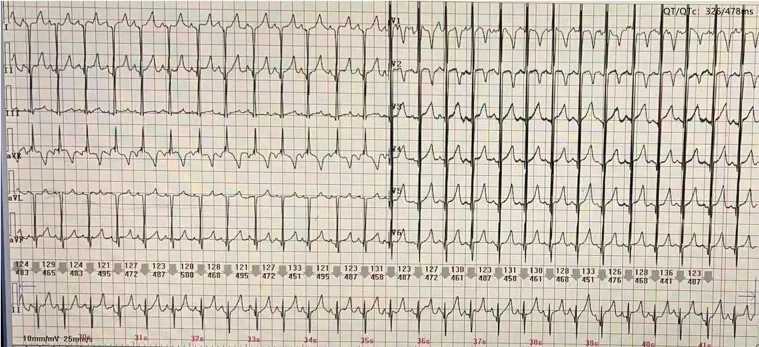 QT/QTc: 326/478ms
I V1
II V2
III V3
aVR V4
aVL V5
aVF V6
124 129 124 121 127 123 120 128 121 127 133 121 123 131 123 127 130 123 131 130 128 133 126 128 136 123
483 465 483 495 472 487 500 468 495 472 451 495 487 458 487 472 461 487 458 461 468 451 476 468 441 487
II
10mm/mV 25mm/s 30s 31s 32s 33s 34s 35s 36s 37s 38s 39s 40s 41s